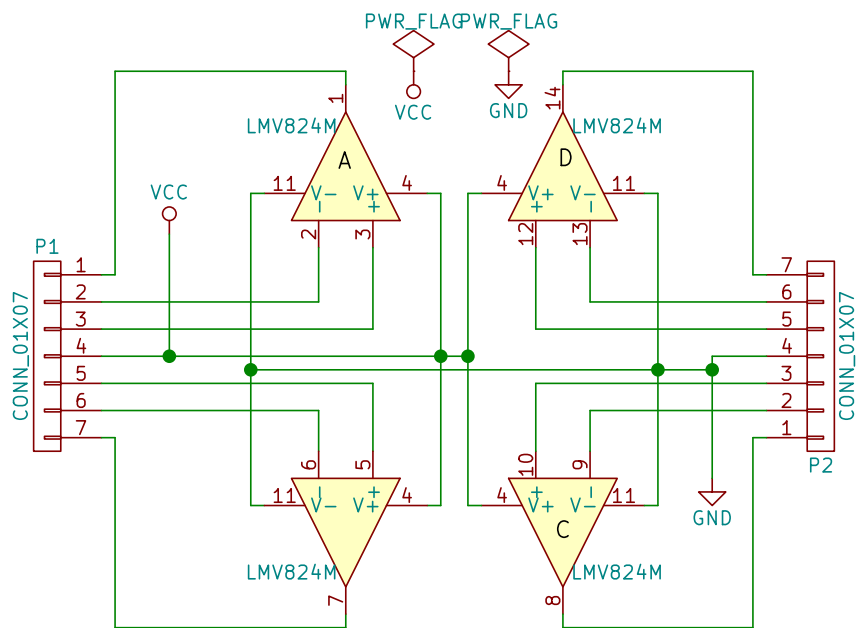 PWR_FLAG PWR_FLAG
VCC GND
1 14
LMV824M LMV824M
A D
11 V- V+ 4 4 V+ V- 11
- + + -
2 3 12 13
VCC
P1
CONN_01X07
1
2
3
4
5
6
7
7
6
5
4
3
2
1
CONN_01X07
P2
6 5 10 9
- + + -
11 V- V+ 4 4 V+ V- 11
C
GND
LMV824M LMV824M
7 8